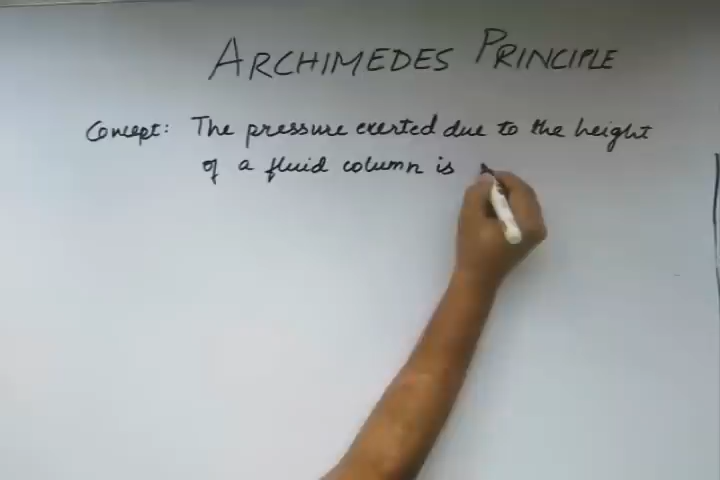 ARCHIMEDES PRINCIPLE
Concept: The pressure exerted due to the height
of a fluid column is